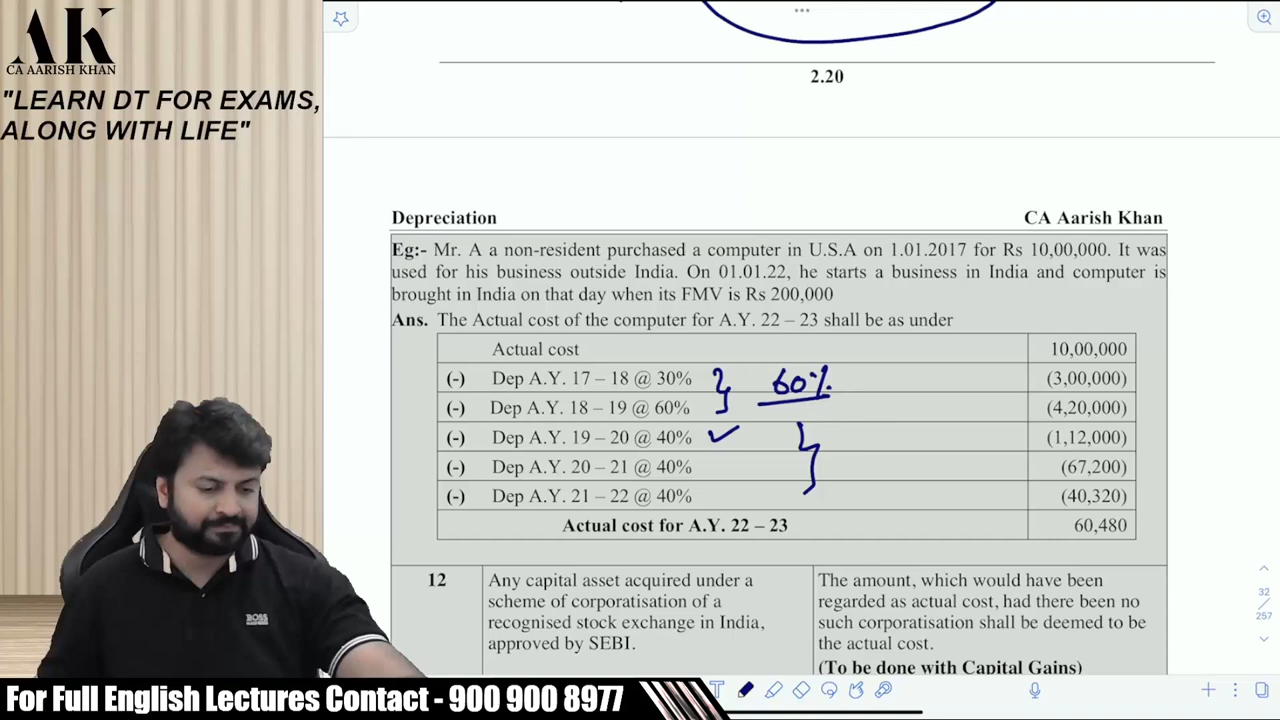 AK
CA AARISH KHAN
"LEARN DT FOR EXAMS,
ALONG WITH LIFE"
2.20
Depreciation CA Aarish Khan
Eg:- Mr. A a non-resident purchased a computer in U.S.A on 1.01.2017 for Rs 10,00,000. It was
used for his business outside India. On 01.01.22, he starts a business in India and computer is
brought in India on that day when its FMV is Rs 200,000
Ans. The Actual cost of the computer for A.Y. 22 – 23 shall be as under
Actual cost 10,00,000
(-) Dep A.Y. 17 – 18 @ 30% 60% (3,00,000)
(-) Dep A.Y. 18 – 19 @ 60% (4,20,000)
(-) Dep A.Y. 19 – 20 @ 40% (1,12,000)
(-) Dep A.Y. 20 – 21 @ 40% (67,200)
(-) Dep A.Y. 21 – 22 @ 40% (40,320)
Actual cost for A.Y. 22 – 23 60,480
12 Any capital asset acquired under a The amount, which would have been
scheme of corporatisation of a regarded as actual cost, had there been no
recognised stock exchange in India, such corporatisation shall be deemed to be
approved by SEBI. the actual cost.
(To be done with Capital Gains)
32
257
BOSS
T
For Full English Lectures Contact - 900 900 8977